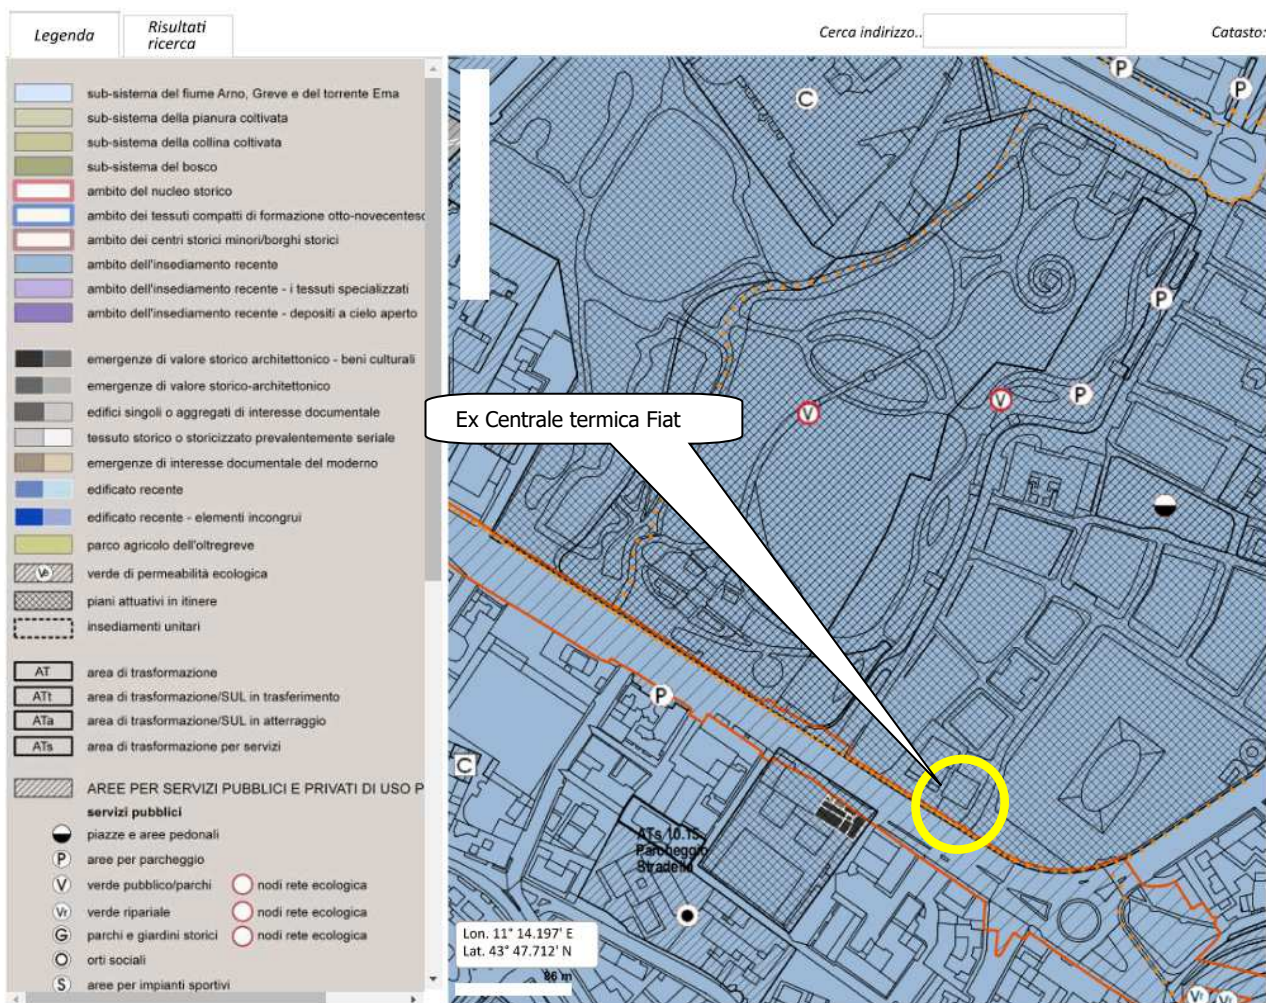 Legenda
Risultati
ricerca
Cerca indirizzo..
Catasto:
sub-sistema del fiume Arno, Greve e del torrente Ema
sub-sistema della pianura coltivata
sub-sistema della collina coltivata
sub-sistema del bosco
ambito del nucleo storico
ambito dei tessuti compatti di formazione otto-novecentesc
ambito dei centri storici minori/borghi storici
ambito dell'insediamento recente
ambito dell'insediamento recente - i tessuti specializzati
ambito dell'insediamento recente - depositi a cielo aperto
emergenze di valore storico architettonico - beni culturali
emergenze di valore storico-architettonico
edifici singoli o aggregati di interesse documentale
tessuto storico o storicizzato prevalentemente seriale
emergenze di interesse documentale del moderno
edificato recente
edificato recente - elementi incongrui
parco agricolo dell'oltregreve
Ve verde di permeabilità ecologica
piani attuativi in itinere
insediamenti unitari
AT area di trasformazione
ATt area di trasformazione/SUL in trasferimento
ATa area di trasformazione/SUL in atterraggio
ATs area di trasformazione per servizi
AREE PER SERVIZI PUBBLICI E PRIVATI DI USO P
servizi pubblici
piazze e aree pedonali
P aree per parcheggio
V verde pubblico/parchi nodi rete ecologica
Vr verde ripariale nodi rete ecologica
G parchi e giardini storici nodi rete ecologica
orti sociali
S aree per impianti sportivi
P
P
C
P
V
V
P
Ex Centrale termica Fiat
P
C
ATs 10.15
Parcheggio
Stradella
Lon. 11° 14.197' E
Lat. 43° 47.712' N
86 m
Vr Vr